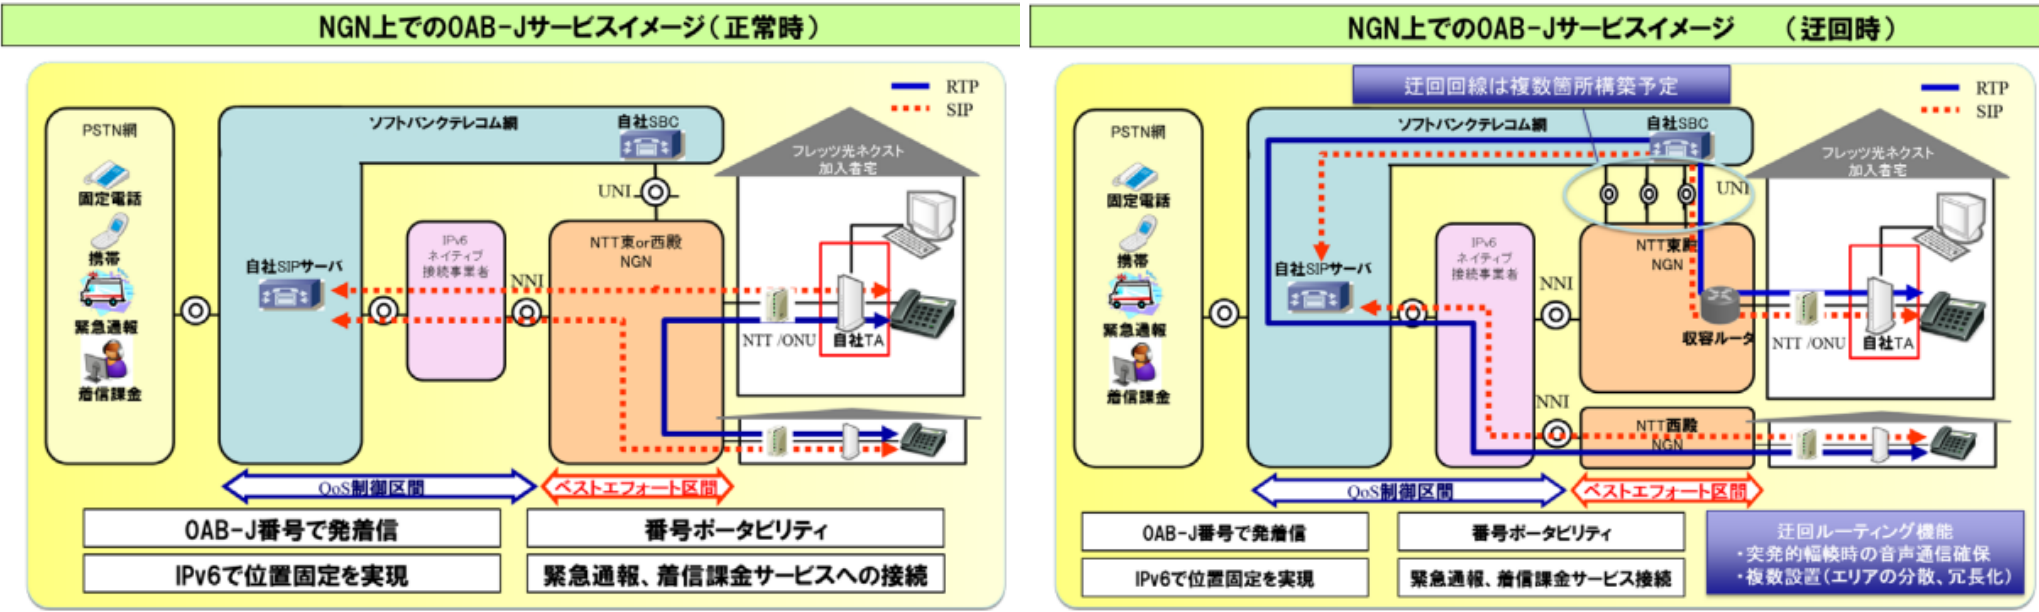 NGN上での0AB-Jサービスイメージ(正常時)
RTP
SIP
PSTN網
固定電話
携帯
緊急通報
着信課金
ソフトバンクテレコム網
自社SBC
UNI
自社SIPサーバ
IPv6
ネイティブ
接続事業者
NNI
NTT東or西殿
NGN
フレッツ光ネクスト
加入者宅
NTT /ONU
自社TA
QoS制御区間
ベストエフォート区間
0AB-J番号で発着信
番号ポータビリティ
IPv6で位置固定を実現
緊急通報、着信課金サービスへの接続
NGN上での0AB-Jサービスイメージ (迂回時)
迂回回線は複数箇所構築予定
RTP
SIP
PSTN網
固定電話
携帯
緊急通報
着信課金
ソフトバンクテレコム網
自社SBC
UNI
自社SIPサーバ
IPv6
ネイティブ
接続事業者
NNI
NTT東殿
NGN
収容ルータ
フレッツ光ネクスト
加入者宅
NTT /ONU
自社TA
NNI
NTT西殿
NGN
QoS制御区間
ベストエフォート区間
0AB-J番号で発着信
番号ポータビリティ
IPv6で位置固定を実現
緊急通報、着信課金サービス接続
迂回ルーティング機能
・突発的輻輳時の音声通信確保
・複数設置(エリアの分散、冗長化)